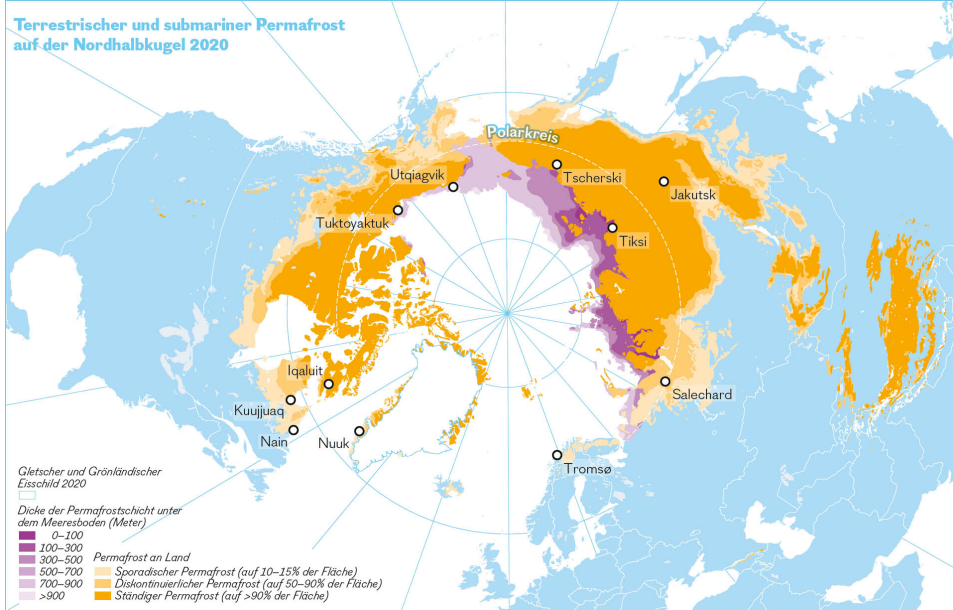 Terrestrischer und submariner Permafrost
auf der Nordhalbkugel 2020
Polarkreis
Utqiagvik
Tscherski
Jakutsk
Tuktoyaktuk
Tiksi
Iqaluit
Salechard
Kuujjuaq
Nain
Nuuk
Tromsø
Gletscher und Grönländischer
Eisschild 2020
Dicke der Permafrostschicht unter
dem Meeresboden (Meter)
0–100
100–300
300–500
500–700
700–900
>900
Permafrost an Land
Sporadischer Permafrost (auf 10–15% der Fläche)
Diskontinuierlicher Permafrost (auf 50–90% der Fläche)
Ständiger Permafrost (auf >90% der Fläche)